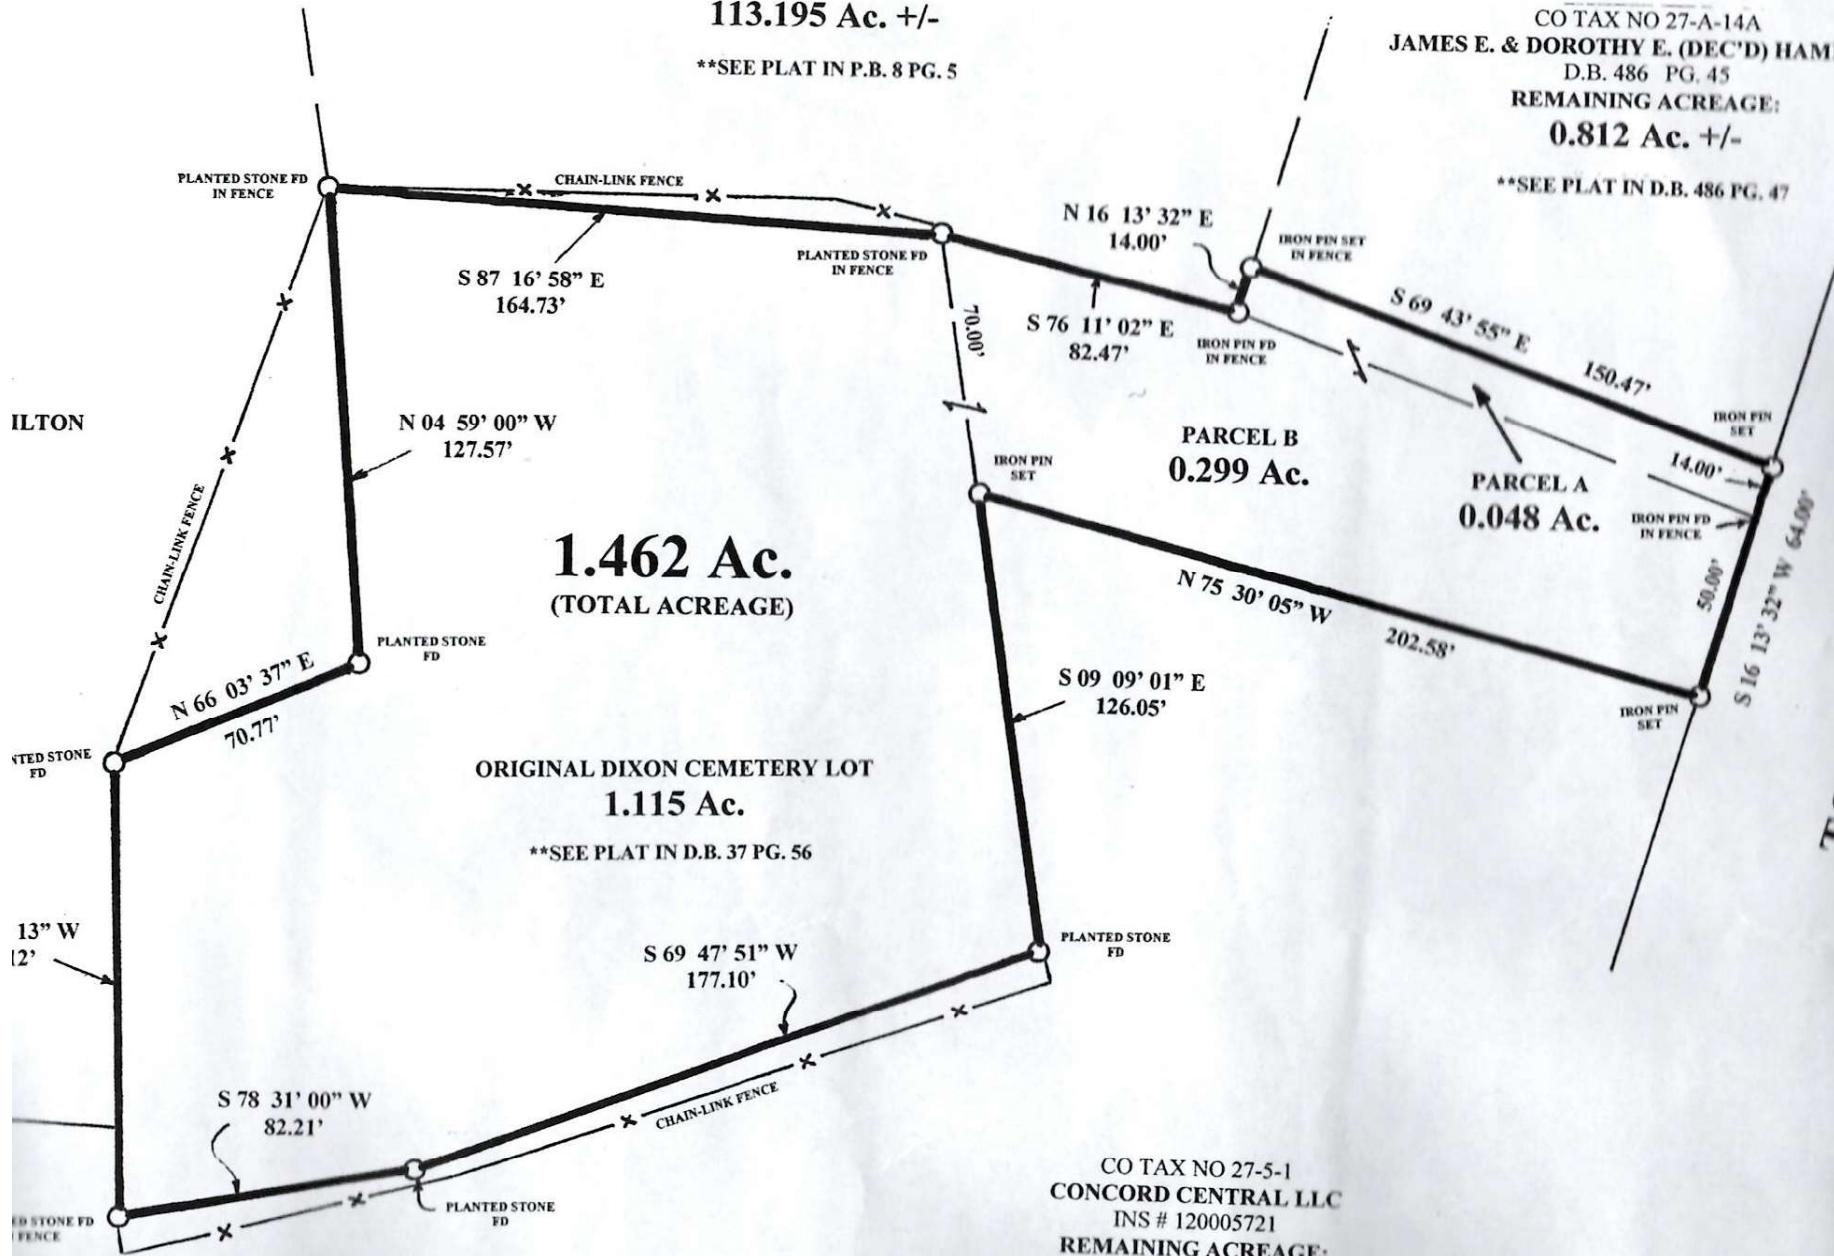 113.195 Ac. +/-
**SEE PLAT IN P.B. 8 PG. 5
CO TAX NO 27-A-14A
JAMES E. & DOROTHY E. (DEC'D) HAM
D.B. 486 PG. 45
REMAINING ACREAGE:
0.812 Ac. +/-
**SEE PLAT IN D.B. 486 PG. 47
PLANTED STONE FD
IN FENCE
CHAIN-LINK FENCE
S 87 16' 58" E
164.73'
PLANTED STONE FD
IN FENCE
N 16 13' 32" E
14.00'
IRON PIN SET
IN FENCE
S 76 11' 02" E
82.47'
IRON PIN FD
IN FENCE
S 69 43' 55" E
150.47'
IRON PIN
SET
70.00'
ILTON
N 04 59' 00" W
127.57'
CHAIN-LINK FENCE
IRON PIN
SET
PARCEL B
0.299 Ac.
PARCEL A
0.048 Ac.
14.00'
IRON PIN FD
IN FENCE
50.00'
S 16 13' 32" W 64.00'
1.462 Ac.
(TOTAL ACREAGE)
N 75 30' 05" W
202.58'
IRON PIN
SET
PLANTED STONE
FD
N 66 03' 37" E
70.77'
NTED STONE
FD
S 09 09' 01" E
126.05'
ORIGINAL DIXON CEMETERY LOT
1.115 Ac.
**SEE PLAT IN D.B. 37 PG. 56
13" W
12'
S 69 47' 51" W
177.10'
PLANTED STONE
FD
CHAIN-LINK FENCE
S 78 31' 00" W
82.21'
PLANTED STONE
FD
ED STONE FD
FENCE
CO TAX NO 27-5-1
CONCORD CENTRAL LLC
INS # 120005721
REMAINING ACREAGE: